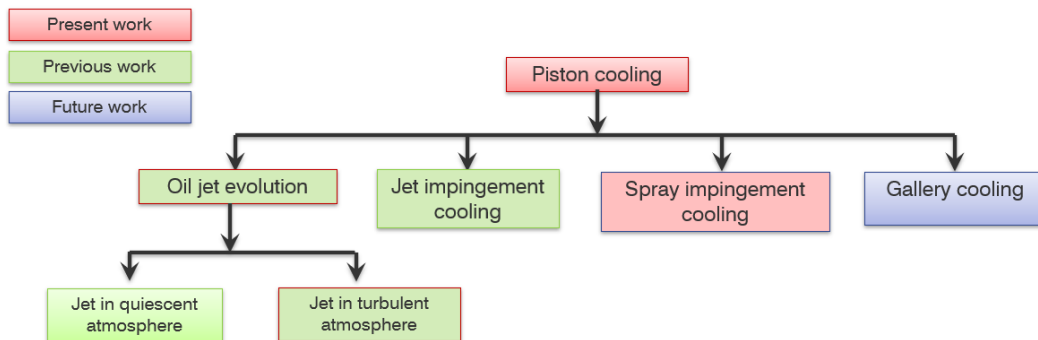 Present work
Previous work
Future work
Piston cooling
Oil jet evolution
Jet impingement
cooling
Spray impingement
cooling
Gallery cooling
Jet in quiescent
atmosphere
Jet in turbulent
atmosphere